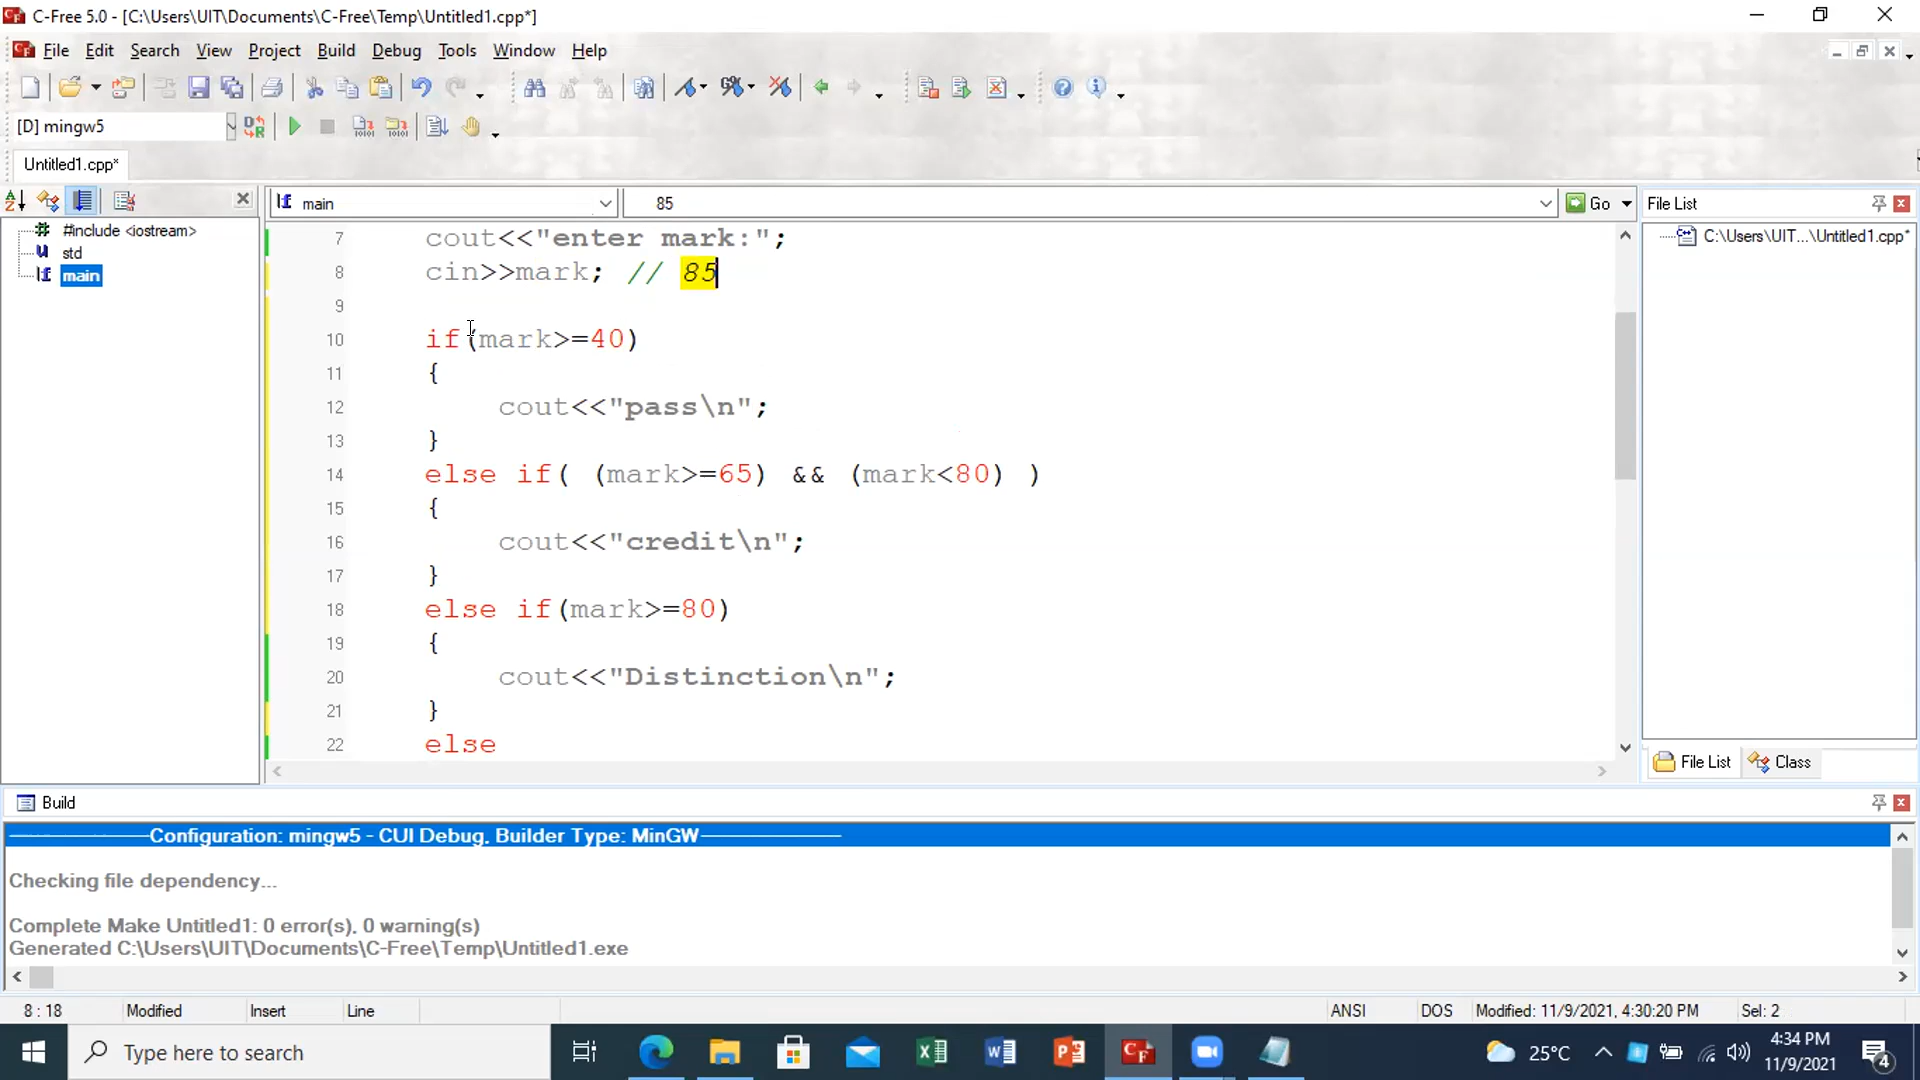 C-Free 5.0 - [C:\Users\UIT\Documents\C-Free\Temp\Untitled1.cpp*]
File Edit Search View Project Build Debug Tools Window Help
[D] mingw5
Untitled1.cpp*
main 85 Go File List
#include <iostream>
std
main
C:\Users\UIT...\Untitled1.cpp*
7 cout<<"enter mark:";
8 cin>>mark; // 85
9
10 if(mark>=40)
11 {
12 cout<<"pass\n";
13 }
14 else if( (mark>=65) && (mark<80) )
15 {
16 cout<<"credit\n";
17 }
18 else if(mark>=80)
19 {
20 cout<<"Distinction\n";
21 }
22 else
File List Class
Build
Configuration: mingw5 - CUI Debug, Builder Type: MinGW
Checking file dependency...
Complete Make Untitled1: 0 error(s), 0 warning(s)
Generated C:\Users\UIT\Documents\C-Free\Temp\Untitled1.exe
8 : 18 Modified Insert Line ANSI DOS Modified: 11/9/2021, 4:30:20 PM Sel: 2
Type here to search
25°C
4:34 PM
11/9/2021
4